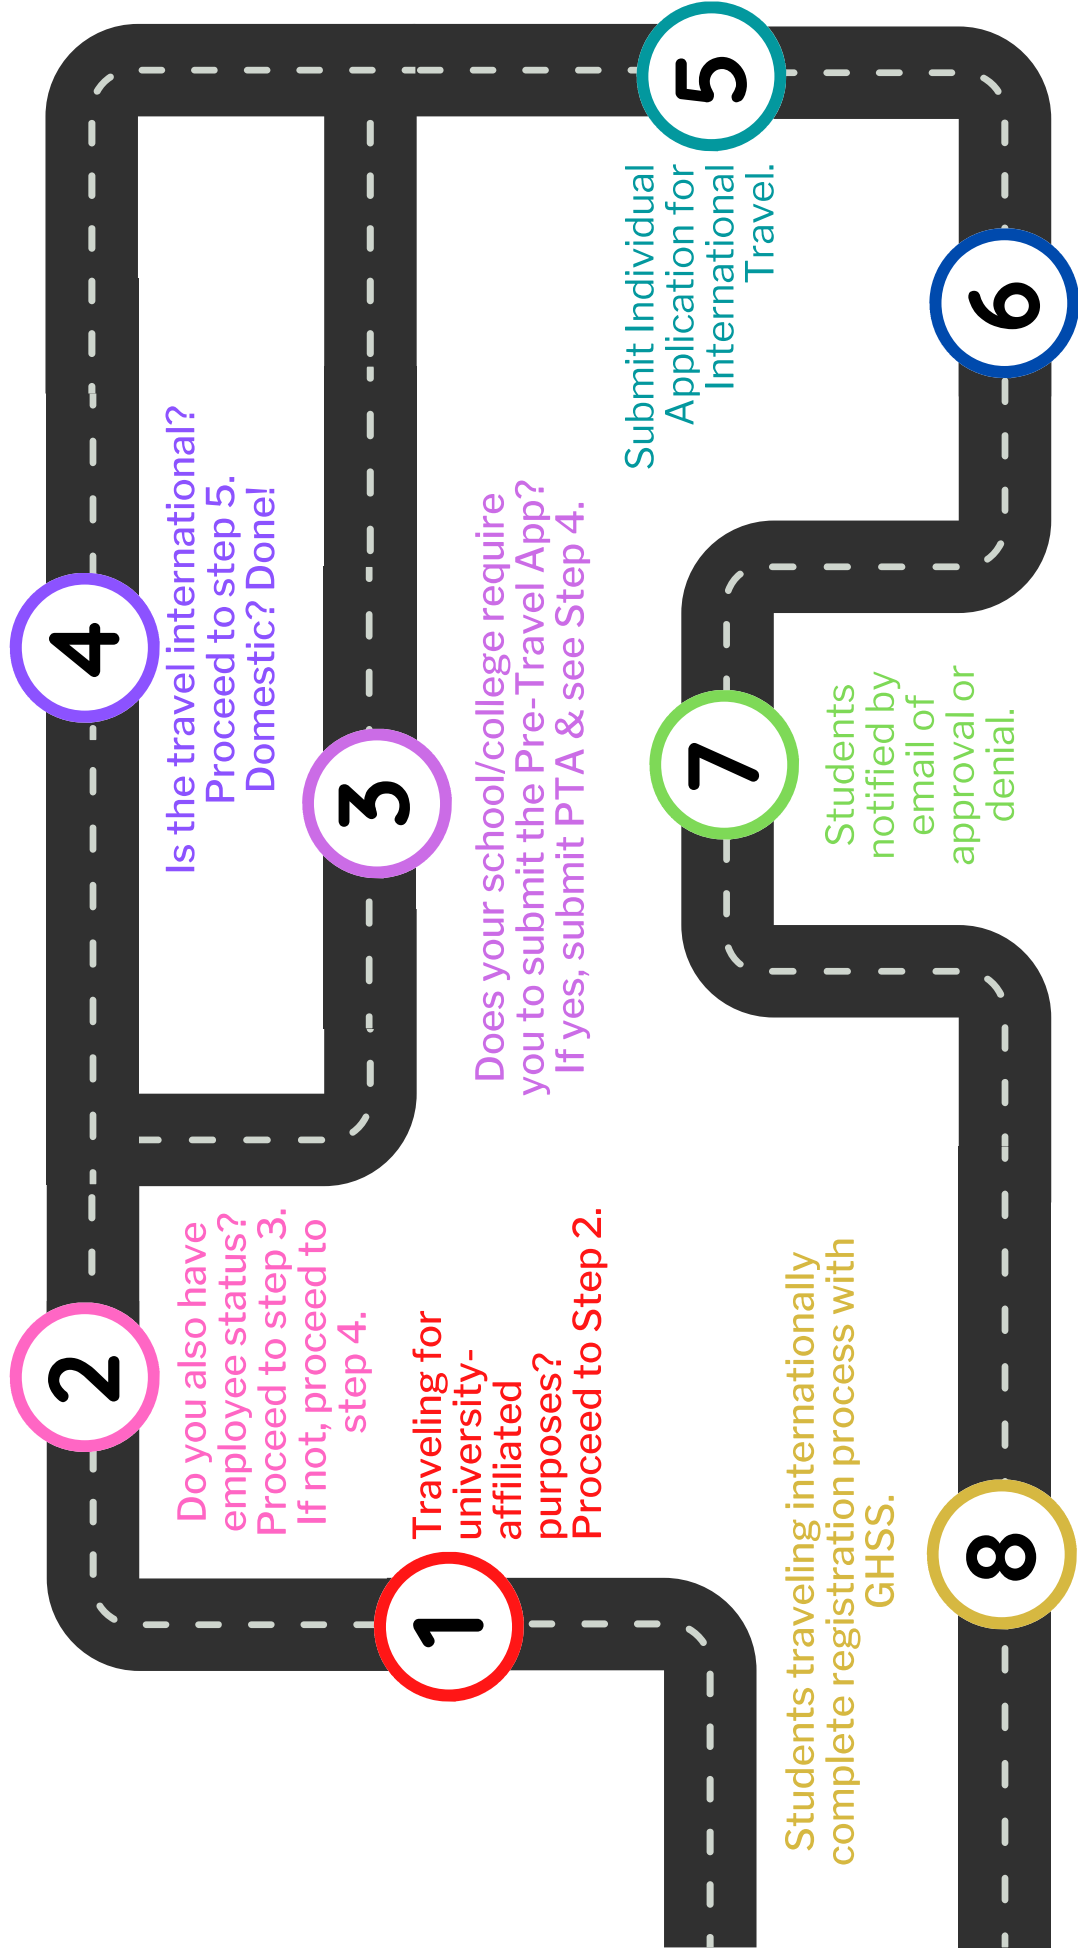 1
Traveling for
university-
affiliated
purposes?
Proceed to Step 2.
2
Do you also have
employee status?
Proceed to step 3.
If not, proceed to
step 4.
3
Does your school/college require
you to submit the Pre-Travel App?
If yes, submit PTA & see Step 4.
4
Is the travel international?
Proceed to step 5.
Domestic? Done!
5
Submit Individual
Application for
International
Travel.
6
7
Students
notified by
email of
approval or
denial.
8
Students traveling internationally
complete registration process with
GHSS.